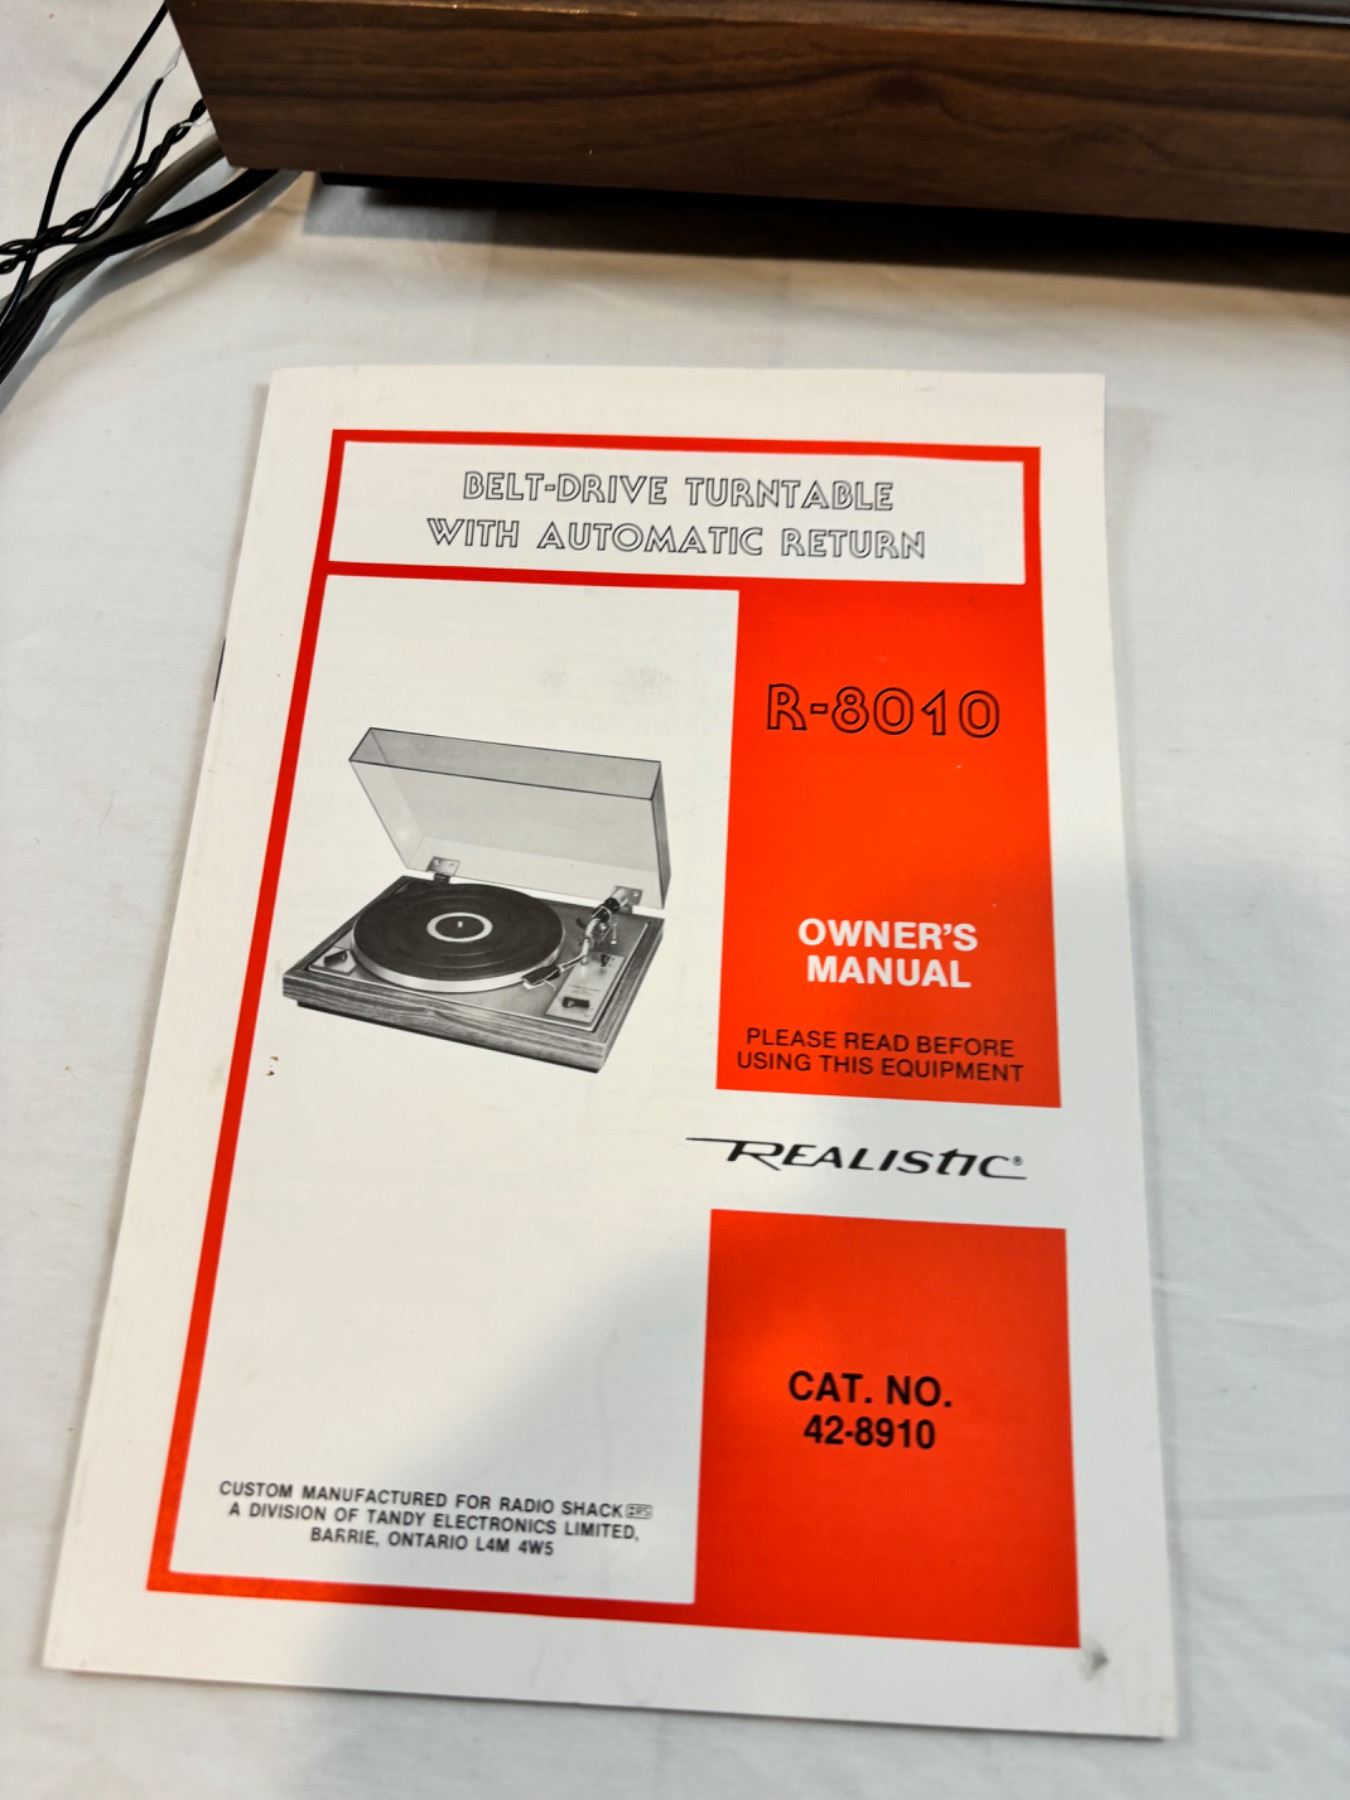 BELT-DRIVE TURNTABLE
WITH AUTOMATIC RETURN
R-8010
OWNER'S
MANUAL
PLEASE READ BEFORE
USING THIS EQUIPMENT
REALISTIC®
CAT. NO.
42-8910
CUSTOM MANUFACTURED FOR RADIO SHACK
A DIVISION OF TANDY ELECTRONICS LIMITED,
BARRIE, ONTARIO L4M 4W5